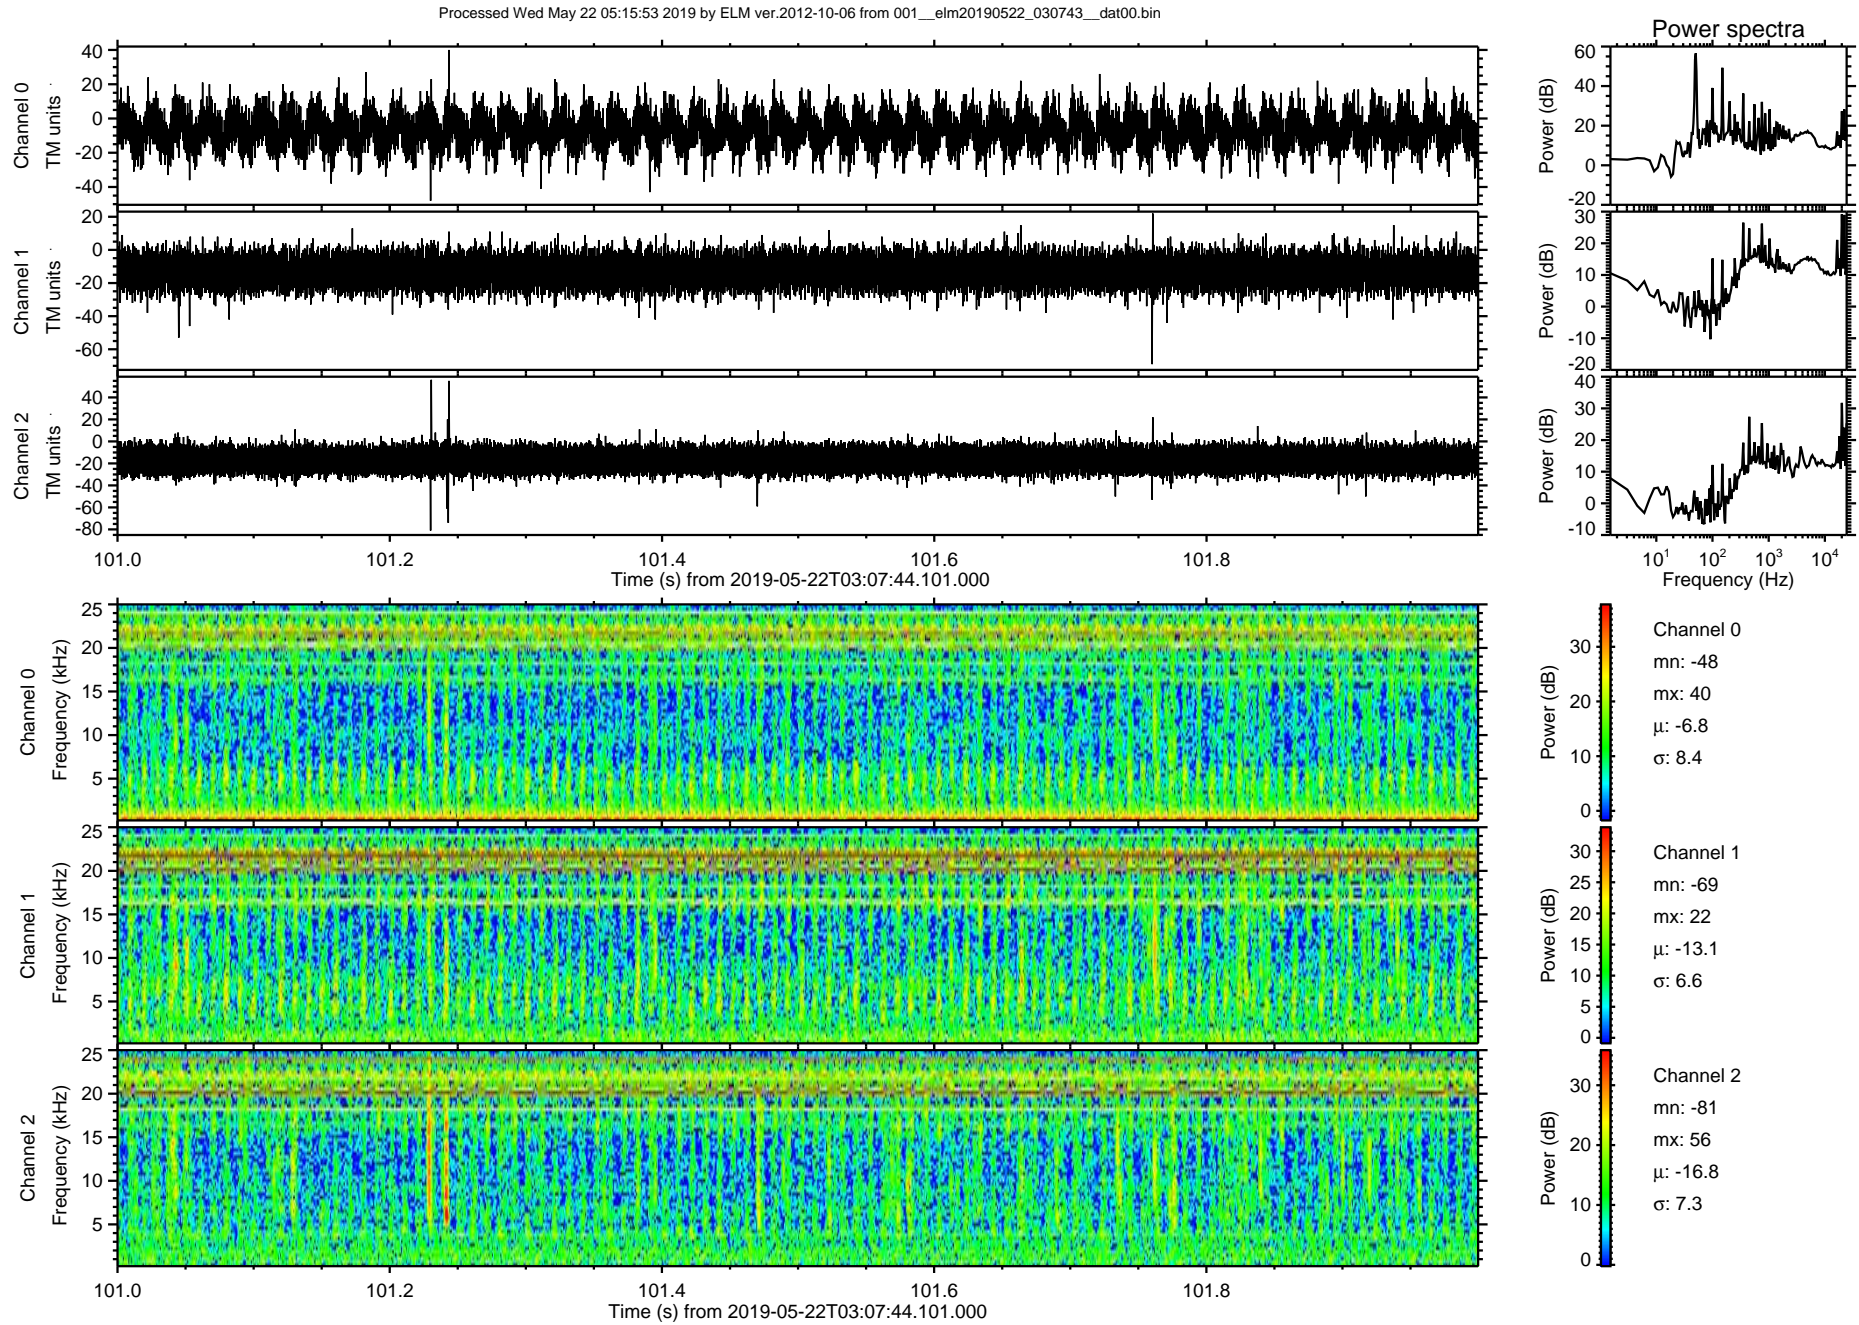 Processed Wed May 22 05:15:53 2019 by ELM ver.2012-10-06 from 001__elm20190522_030743__dat00.bin
Power spectra
Channel 0
TM units
40
20
0
-20
-40
Power (dB)
60
40
20
0
-20
Channel 1
TM units
20
0
-20
-40
-60
Power (dB)
30
20
10
0
-10
-20
Channel 2
TM units
40
20
0
-20
-40
-60
-80
Power (dB)
40
30
20
10
0
-10
101.0 101.2 101.4 101.6 101.8
Time (s) from 2019-05-22T03:07:44.101.000
10¹ 10² 10³ 10⁴
Frequency (Hz)
Channel 0
Frequency (kHz)
25
20
15
10
5
Power (dB)
30
20
10
0
Channel 0
mn: -48
mx: 40
μ: -6.8
σ: 8.4
Channel 1
Frequency (kHz)
25
20
15
10
5
Power (dB)
30
25
20
15
10
5
0
Channel 1
mn: -69
mx: 22
μ: -13.1
σ: 6.6
Channel 2
Frequency (kHz)
25
20
15
10
5
Power (dB)
30
20
10
0
Channel 2
mn: -81
mx: 56
μ: -16.8
σ: 7.3
101.0 101.2 101.4 101.6 101.8
Time (s) from 2019-05-22T03:07:44.101.000